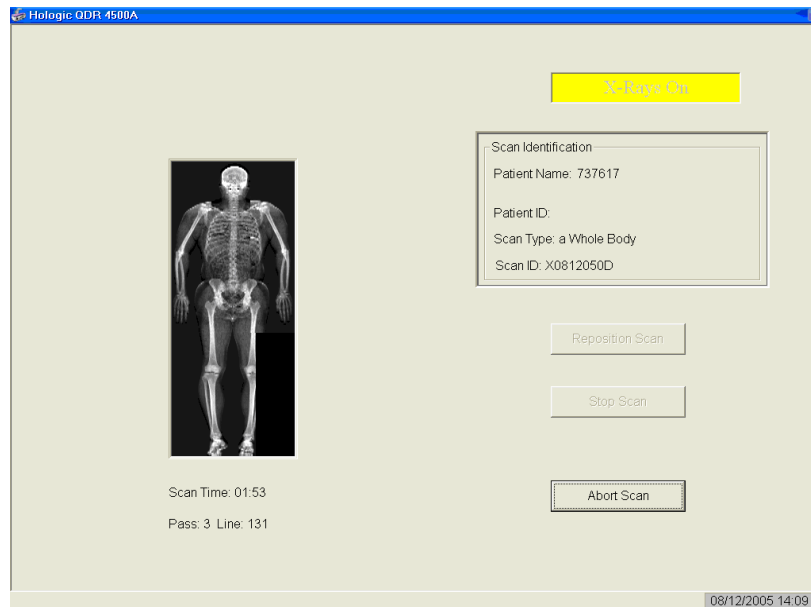 Hologic QDR 4500A
X-Rays On
Scan Identification
Patient Name: 737617
Patient ID:
Scan Type: a Whole Body
Scan ID: X0812050D
Reposition Scan
Stop Scan
Abort Scan
Scan Time: 01:53
Pass: 3 Line: 131
08/12/2005 14:09